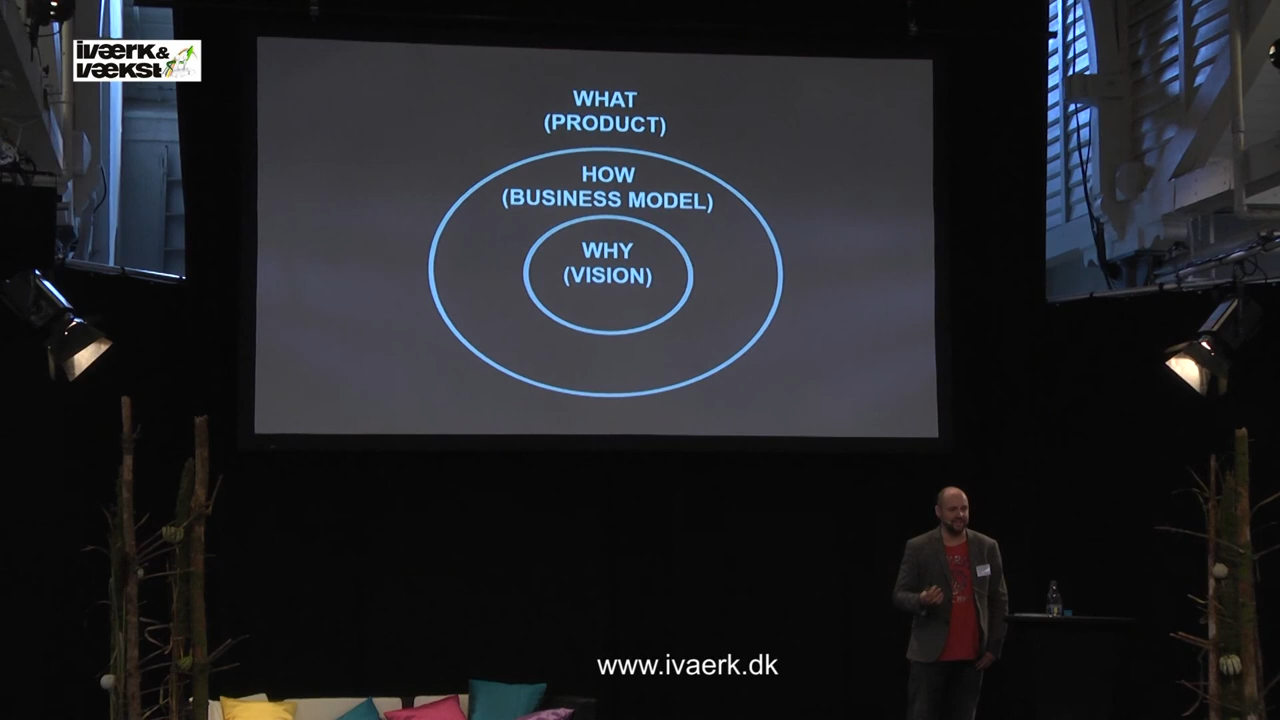 iværk&
vækst
WHAT
(PRODUCT)
HOW
(BUSINESS MODEL)
WHY
(VISION)
www.ivaerk.dk